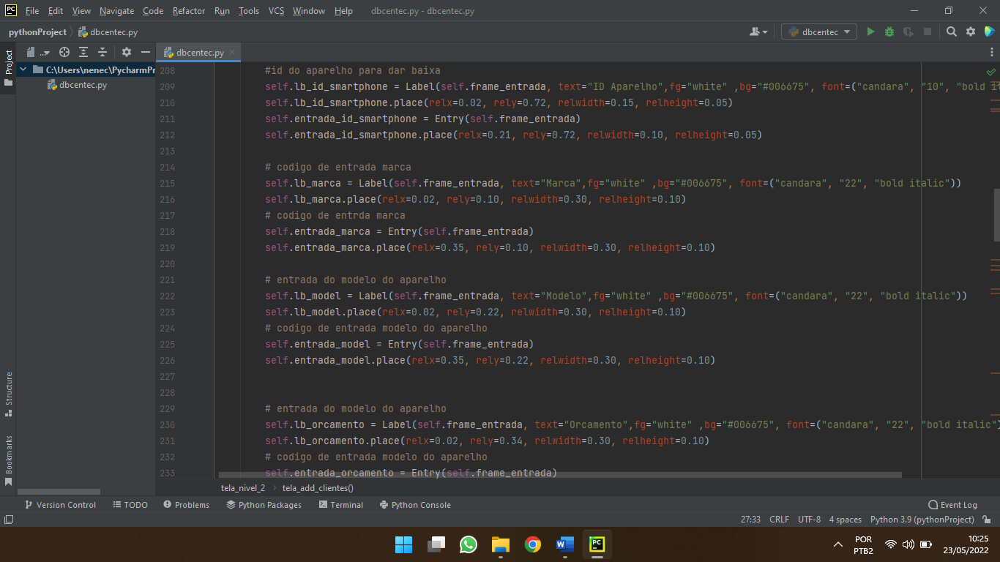 PC File Edit View Navigate Code Refactor Run Tools VCS Window Help dbcentec.py - dbcentec.py
pythonProject dbcentec.py dbcentec
Project
dbcentec.py
C:\Users\nenec\PycharmPr
dbcentec.py
208 #id do aparelho para dar baixa
209 self.lb_id_smartphone = Label(self.frame_entrada, text="ID Aparelho",fg="white" ,bg="#006675", font=("candara", "10", "bold it
210 self.lb_id_smartphone.place(relx=0.02, rely=0.72, relwidth=0.15, relheight=0.05)
211 self.entrada_id_smartphone = Entry(self.frame_entrada)
212 self.entrada_id_smartphone.place(relx=0.21, rely=0.72, relwidth=0.10, relheight=0.05)
213
214 # codigo de entrada marca
215 self.lb_marca = Label(self.frame_entrada, text="Marca",fg="white" ,bg="#006675", font=("candara", "22", "bold italic"))
216 self.lb_marca.place(relx=0.02, rely=0.10, relwidth=0.30, relheight=0.10)
217 # codigo de entrda marca
218 self.entrada_marca = Entry(self.frame_entrada)
219 self.entrada_marca.place(relx=0.35, rely=0.10, relwidth=0.30, relheight=0.10)
220
221 # entrada do modelo do aparelho
222 self.lb_model = Label(self.frame_entrada, text="Modelo",fg="white" ,bg="#006675", font=("candara", "22", "bold italic"))
223 self.lb_model.place(relx=0.02, rely=0.22, relwidth=0.30, relheight=0.10)
224 # codigo de entrada modelo do aparelho
225 self.entrada_model = Entry(self.frame_entrada)
226 self.entrada_model.place(relx=0.35, rely=0.22, relwidth=0.30, relheight=0.10)
227
228
229 # entrada do modelo do aparelho
230 self.lb_orcamento = Label(self.frame_entrada, text="Orcamento",fg="white" ,bg="#006675", font=("candara", "22", "bold italic")
231 self.lb_orcamento.place(relx=0.02, rely=0.34, relwidth=0.30, relheight=0.10)
232 # codigo de entrada modelo do aparelho
233 self.entrada_orcamento = Entry(self.frame_entrada)
Structure
Bookmarks
tela_nivel_2 tela_add_clientes()
Version Control TODO Problems Python Packages Terminal Python Console Event Log
27:33 CRLF UTF-8 4 spaces Python 3.9 (pythonProject)
W PC POR 10:25
PTB2 23/05/2022